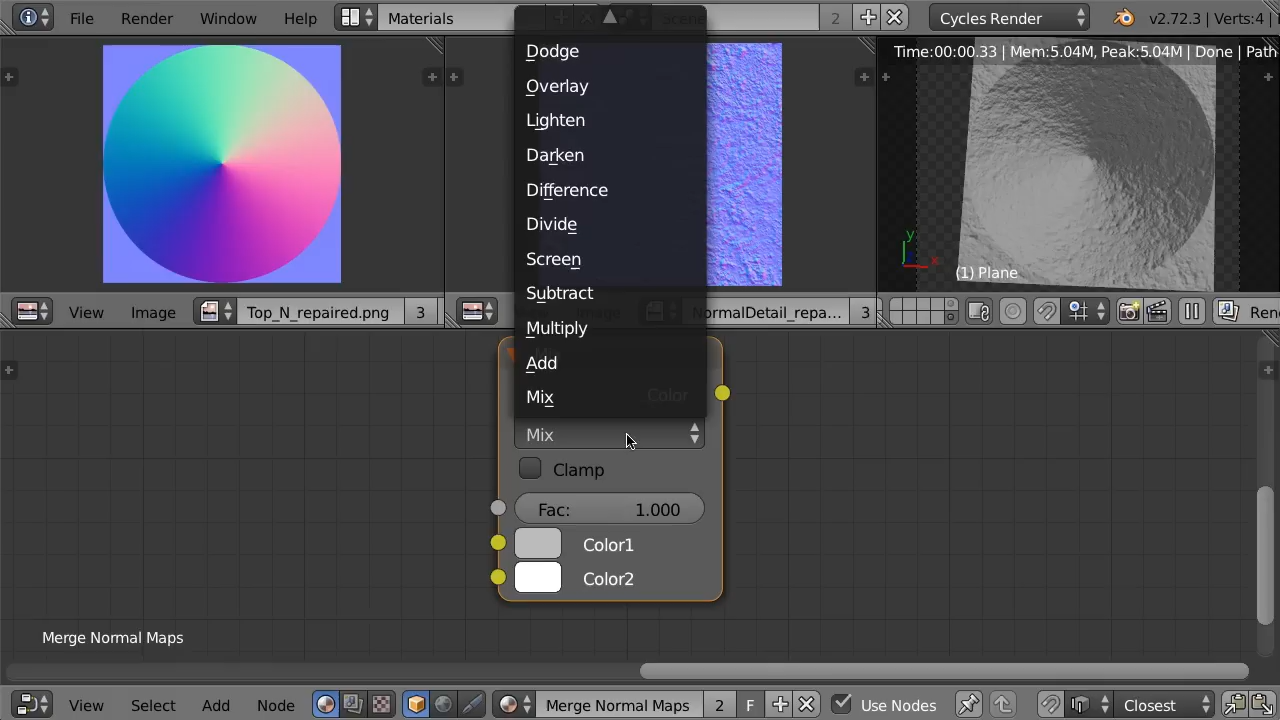 File Render Window Help Materials Scene 2 Cycles Render v2.72.3 | Verts:4 |
Time:00:00.33 | Mem:5.04M, Peak:5.04M | Done | Path
Dodge
Overlay
Lighten
Darken
Difference
Divide
Screen
Subtract
Multiply
Add
Mix
y
x
(1) Plane
View Image Top_N_repaired.png 3 Image NormalDetail_repa... 3 Ren
Color
Mix
Clamp
Fac: 1.000
Color1
Color2
Merge Normal Maps
View Select Add Node Merge Normal Maps 2 F Use Nodes Closest